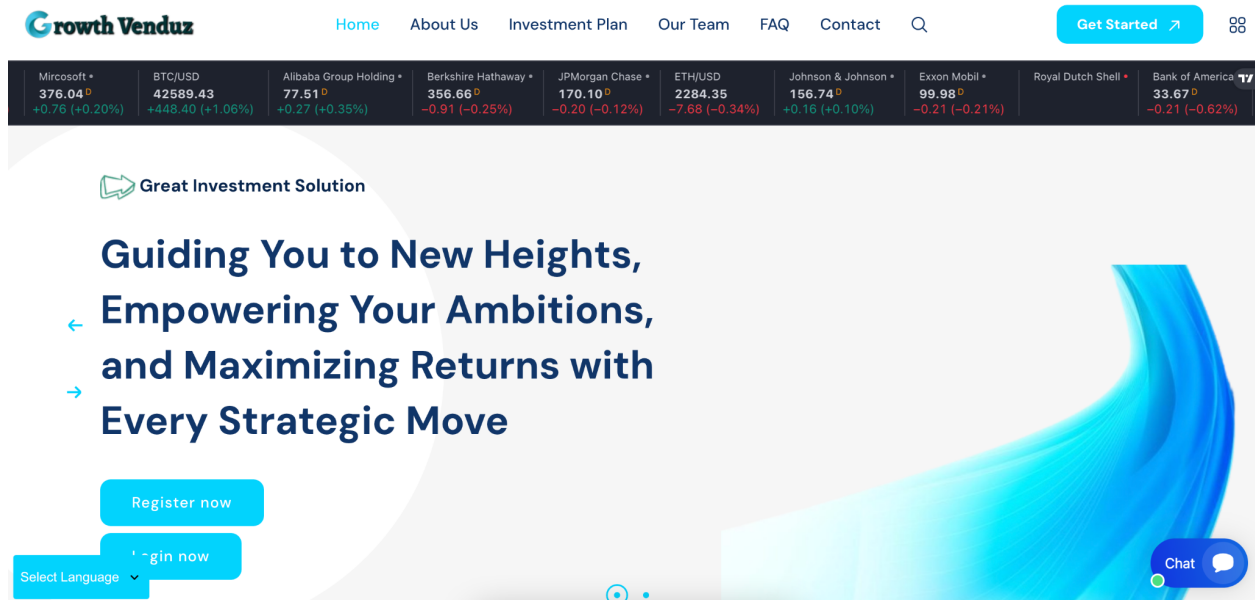 Growth Venduz
Home About Us Investment Plan Our Team FAQ Contact Get Started
Mircosoft BTC/USD Alibaba Group Holding Berkshire Hathaway JPMorgan Chase ETH/USD Johnson & Johnson Exxon Mobil Royal Dutch Shell Bank of America
376.04 D 42589.43 77.51 D 356.66 D 170.10 D 2284.35 156.74 D 99.98 D 33.67 D
+0.76 (+0.20%) +448.40 (+1.06%) +0.27 (+0.35%) −0.91 (−0.25%) −0.20 (−0.12%) −7.68 (−0.34%) +0.16 (+0.10%) −0.21 (−0.21%) −0.21 (−0.62%)
Great Investment Solution
Guiding You to New Heights,
Empowering Your Ambitions,
and Maximizing Returns with
Every Strategic Move
Register now
Login now
Select Language
Chat